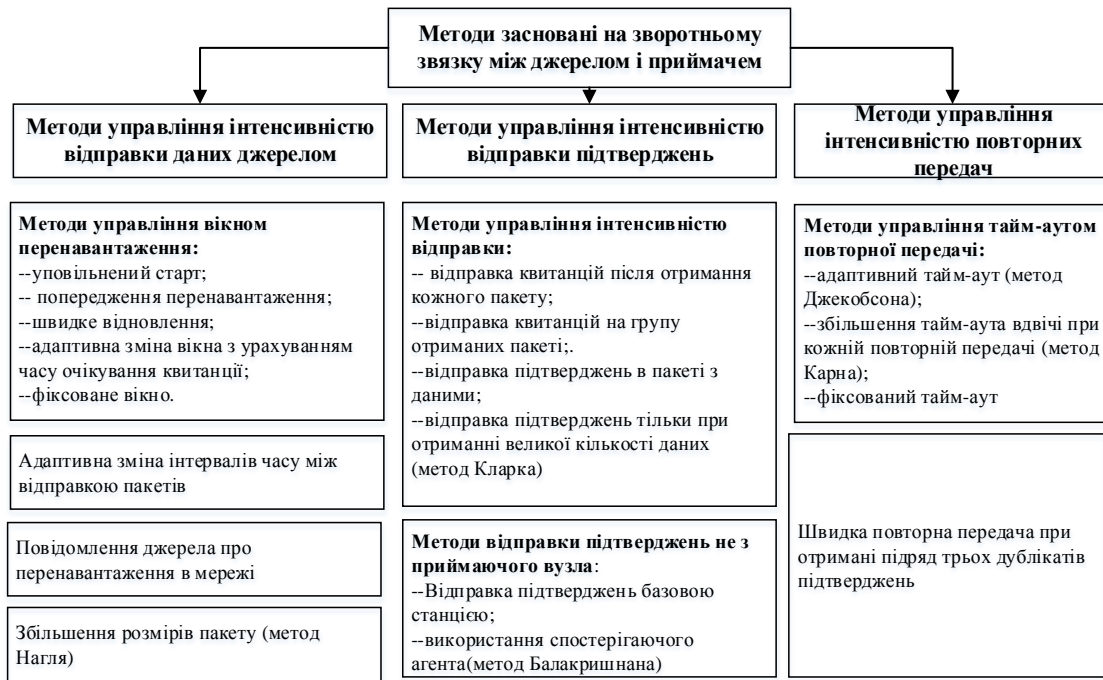 Методи засновані на зворотньому
звязку між джерелом і приймачем
Методи управління інтенсивністю
відправки даних джерелом
Методи управління вікном
перенавантаження:
--уповільнений старт;
-- попередження перенавантаження;
--швидке відновлення;
--адаптивна зміна вікна з урахуванням
часу очікування квитанції;
--фіксоване вікно.
Адаптивна зміна інтервалів часу між
відправкою пакетів
Повідомлення джерела про
перенавантаження в мережі
Збільшення розмірів пакету (метод
Нагля)
Методи управління інтенсивністю
відправки підтверджень
Методи управління інтенсивністю
відправки:
-- відправка квитанцій після отримання
кожного пакету;
--відправка квитанцій на групу
отриманих пакеті;.
--відправка підтверджень в пакеті з
даними;
--відправка підтверджень тільки при
отриманні великої кількості даних
(метод Кларка)
Методи відправки підтверджень не з
приймаючого вузла:
--Відправка підтверджень базовою
станцією;
--використання спостерігаючого
агента(метод Балакришнана)
Методи управління
інтенсивністю повторних
передач
Методи управління тайм-аутом
повторної передачі:
--адаптивний тайм-аут (метод
Джекобсона);
--збільшення тайм-аута вдвічі при
кожній повторній передачі (метод
Карна);
--фіксований тайм-аут
Швидка повторна передача при
отримані підряд трьох дублікатів
підтверджень